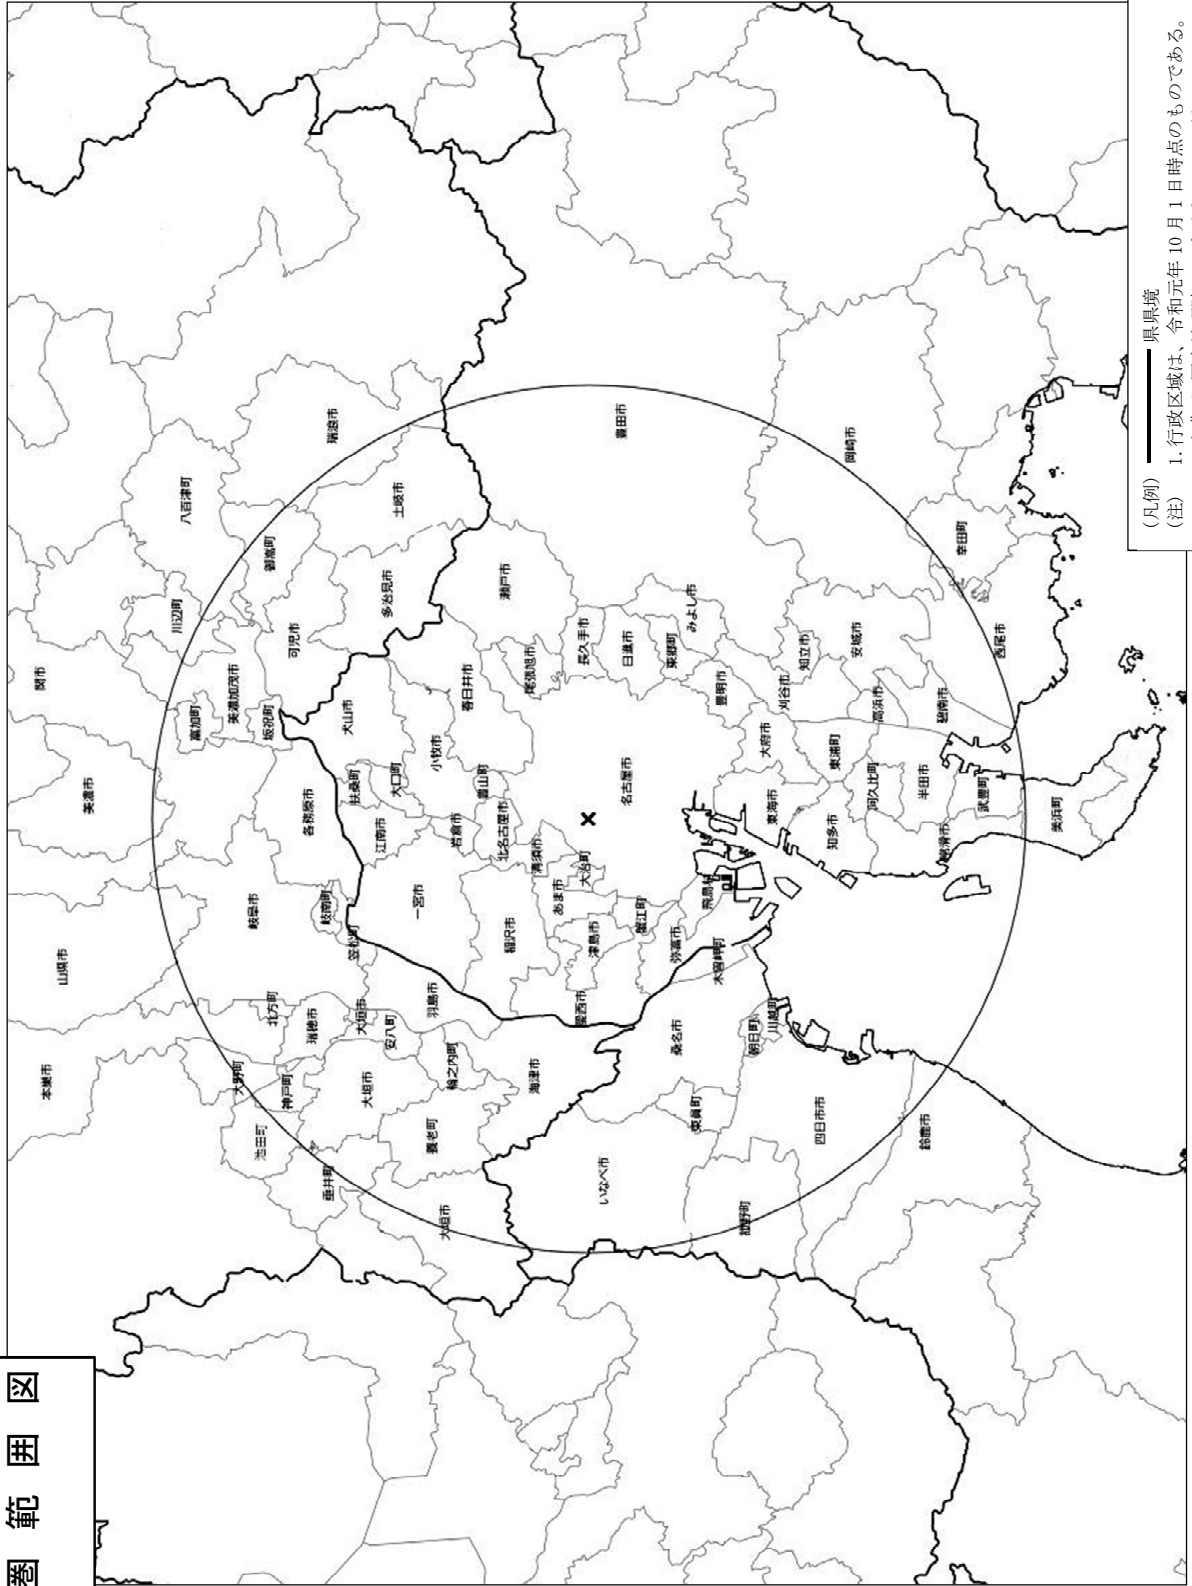 圏範囲図
関市
美濃市
山県市
本巣市
八百津町
川辺町
富加町
美濃加茂市
坂祝町
御嵩町
可児市
瑞浪市
土岐市
多治見市
各務原市
岐阜市
岐南町
笠松町
北方町
瑞穂市
大垣市
安八町
羽島市
大野町
神戸町
池田町
大垣市
輪之内町
養老町
垂井町
大垣市
海津市
犬山市
扶桑町
大口町
江南市
小牧市
春日井市
岩倉市
豊山町
北名古屋市
一宮市
稲沢市
清須市
あま市
大治町
津島市
愛西市
蟹江町
弥富市
飛島村
名古屋市
瀬戸市
尾張旭市
長久手市
日進市
東郷町
みよし市
豊明市
豊田市
岡崎市
刈谷市
知立市
安城市
大府市
東浦町
高浜市
碧南市
西尾市
幸田町
東海市
知多市
阿久比町
半田市
常滑市
武豊町
美浜町
木曽岬町
桑名市
朝日町
川越町
東員町
いなべ市
四日市市
菰野町
鈴鹿市
(凡例) 県県境
(注) 1. 行政区域は、令和元年 10 月 1 日時点のものである。